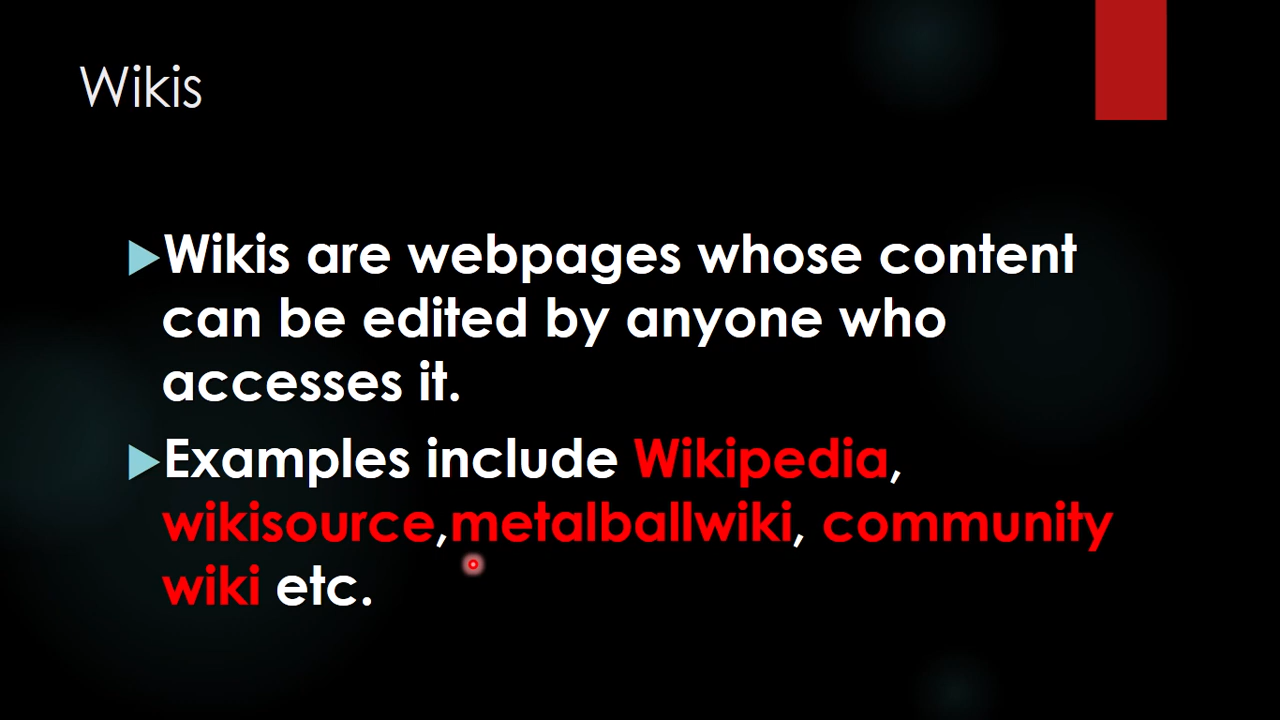 Wikis
Wikis are webpages whose content
can be edited by anyone who
accesses it.
Examples include Wikipedia,
wikisource,metalballwiki, community
wiki etc.